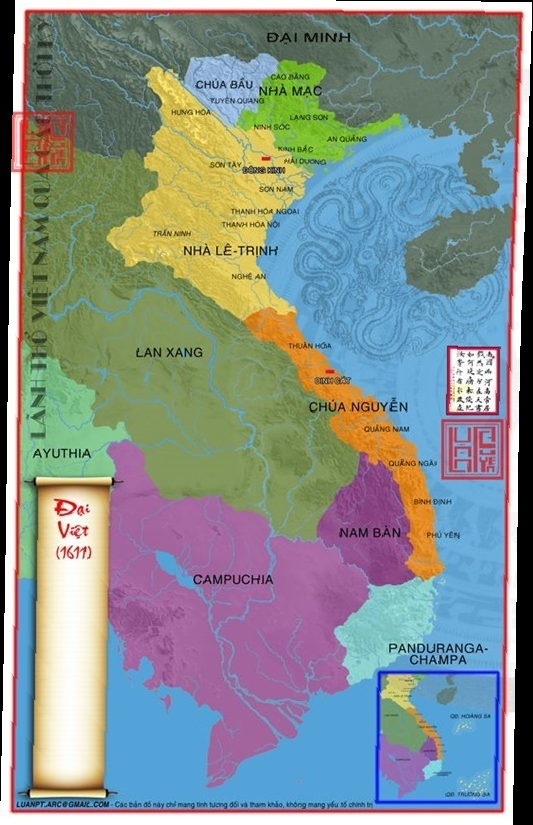 ĐẠI MINH
CHÚA BẦU
CAO BẰNG
NHÀ MẠC
TUYÊN QUANG
HƯNG HOÁ
LẠNG SƠN
NINH SÓC
AN QUẢNG
KINH BẮC
SƠN TÂY
HẢI DƯƠNG
ĐÔNG KINH
SƠN NAM
THANH HÓA NGOẠI
THANH HÓA NỘI
TRẤN NINH
NHÀ LÊ-TRỊNH
NGHỆ AN
LÃNH THỔ VIỆT NAM QUA
THUẬN HÓA
LAN XANG
DINH CÁT
CHÚA NGUYỄN
QUẢNG NAM
AYUTHIA
QUẢNG NGÃI
Đại
Việt
(1611)
BÌNH ĐỊNH
NAM BÀN
PHÚ YÊN
CAMPUCHIA
PANDURANGA-
CHAMPA
QĐ. HOÀNG SA
QĐ. TRƯỜNG SA
LUANPT.ARC@GMAIL.COM - Các bản đồ này chỉ mang tính tương đối và tham khảo, không mang yếu tố chính trị